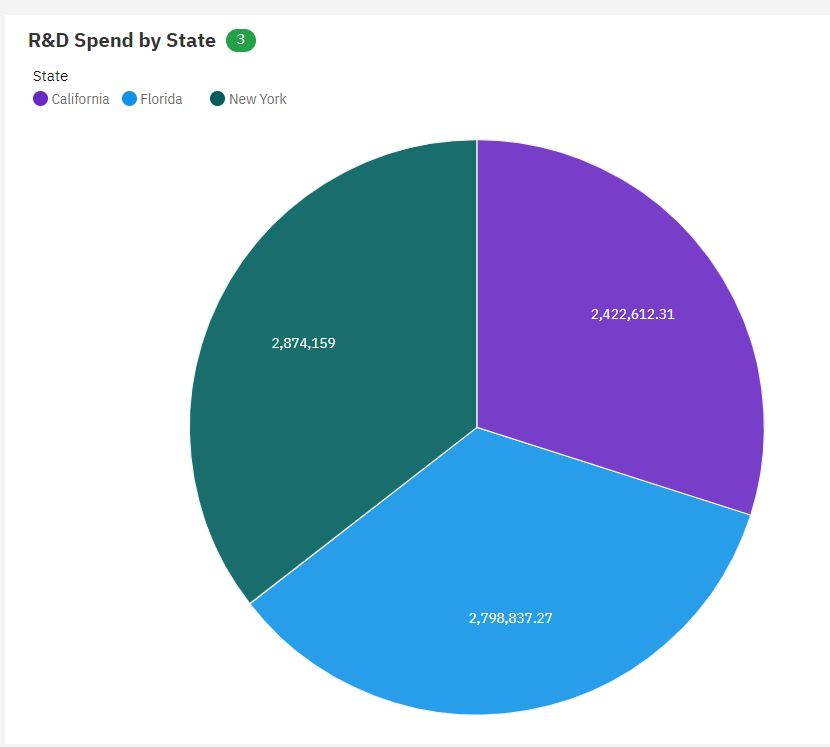 R&D Spend by State 3
State
California Florida New York
2,422,612.31
2,874,159
2,798,837.27